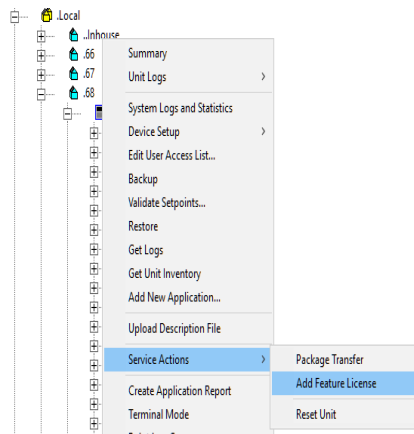 .Local
..Inhouse
.66
.67
.68
Summary
Unit Logs
System Logs and Statistics
Device Setup
Edit User Access List...
Backup
Validate Setpoints...
Restore
Get Logs
Get Unit Inventory
Add New Application...
Upload Description File
Service Actions
Package Transfer
Add Feature License
Reset Unit
Create Application Report
Terminal Mode